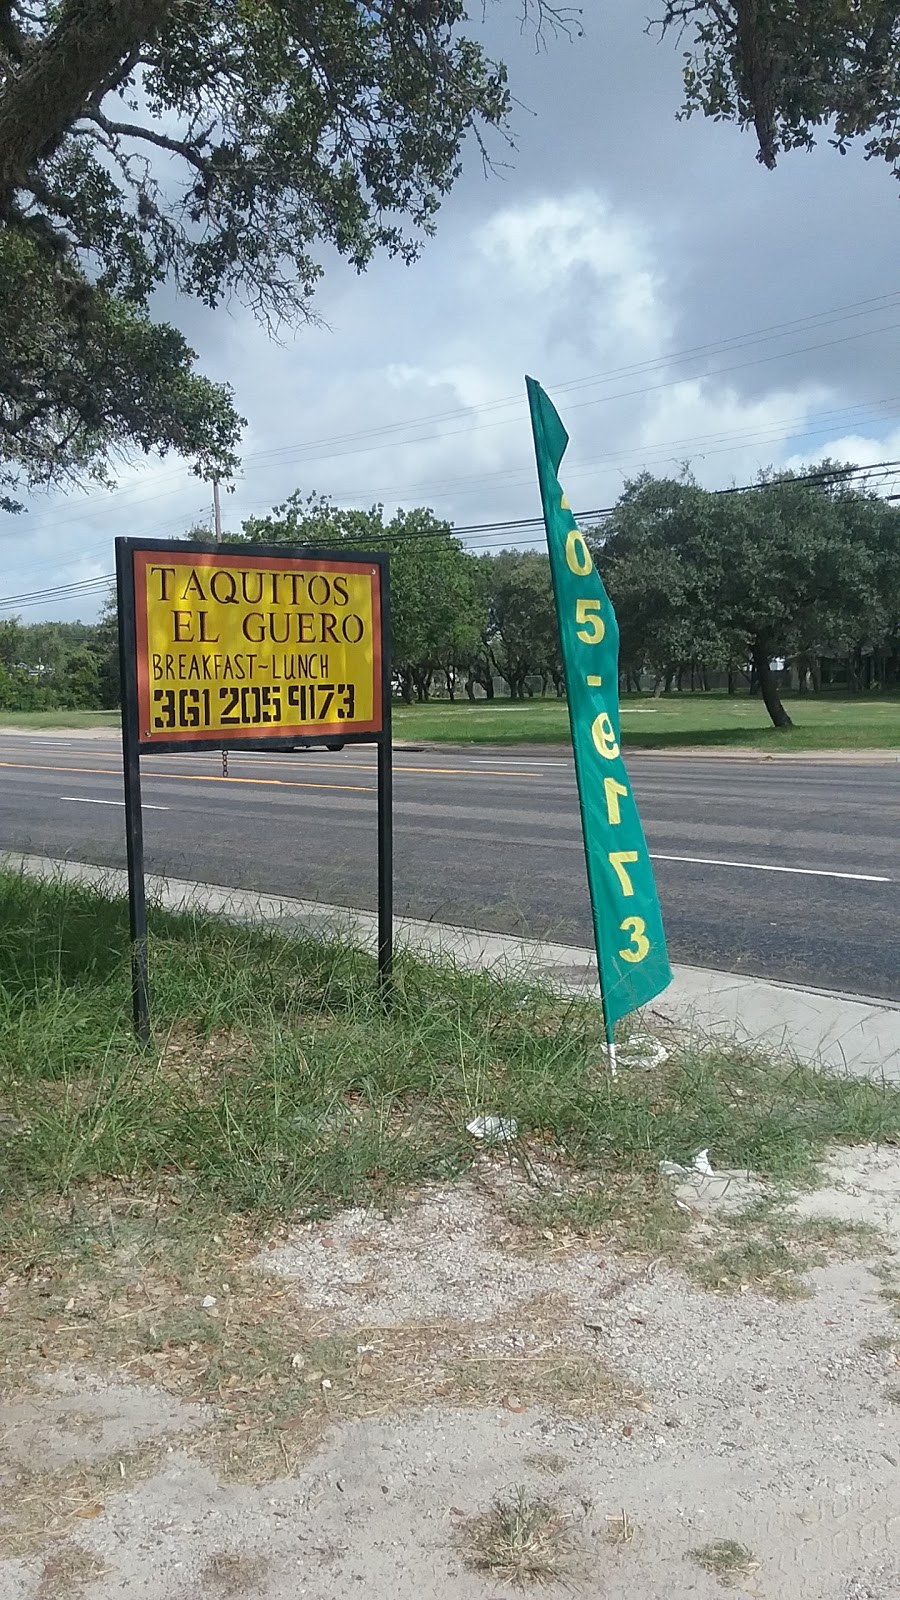 TAQUITOS
EL GUERO
BREAKFAST~LUNCH
361 205 9173
05-9173